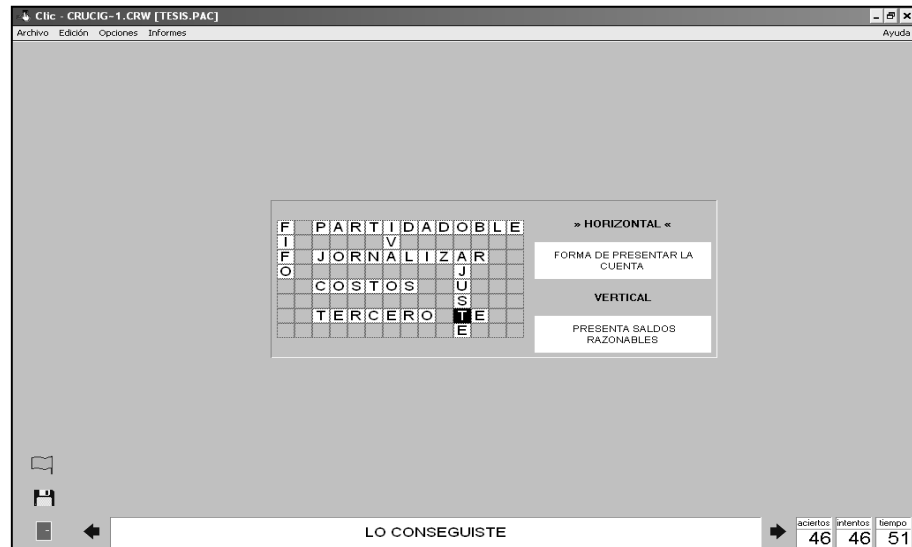 Clic - CRUCIG-1.CRW [TESIS.PAC]
Archivo Edición Opciones Informes Ayuda
F PARTIDADOBLE
I V
F JORNALIZAR
O J
COSTOS U
S
TERCERO TE
E
» HORIZONTAL «
FORMA DE PRESENTAR LA
CUENTA
VERTICAL
PRESENTA SALDOS
RAZONABLES
LO CONSEGUISTE
aciertos intentos tiempo
46 46 51